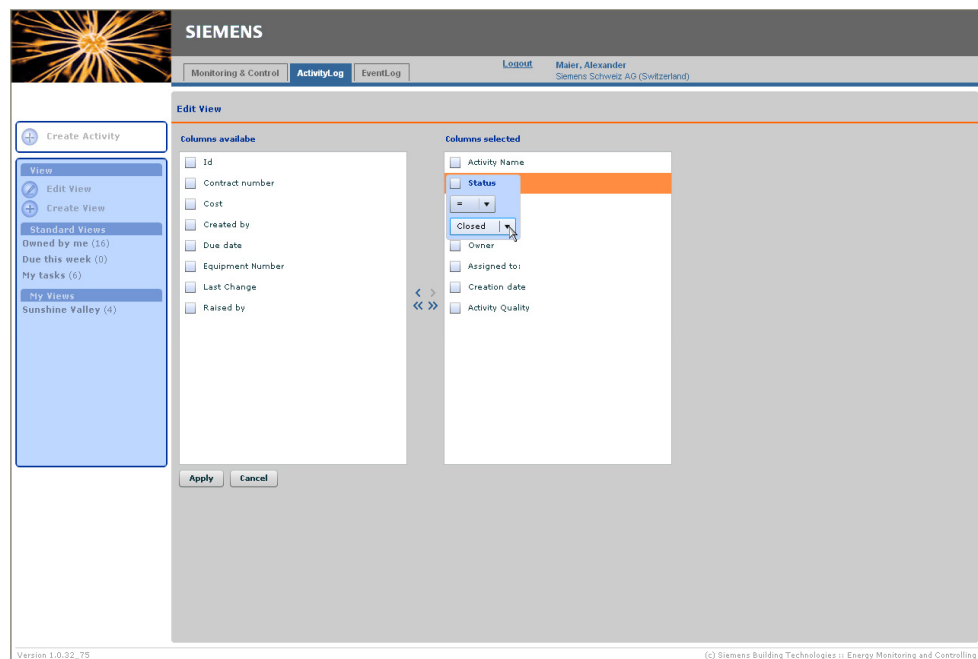 SIEMENS
Monitoring & Control ActivityLog EventLog
Logout Maier, Alexander
Siemens Schweiz AG (Switzerland)
Edit View
Create Activity
View
Edit View
Create View
Standard Views
Owned by me (16)
Due this week (0)
My tasks (6)
My Views
Sunshine Valley (4)
Columns availabe
Id
Contract number
Cost
Created by
Due date
Equipment Number
Last Change
Raised by
Columns selected
Activity Name
Status
=
Closed
Owner
Assigned to:
Creation date
Activity Quality
Apply Cancel
Version 1.0.32_75
(c) Siemens Building Technologies :: Energy Monitoring and Controlling